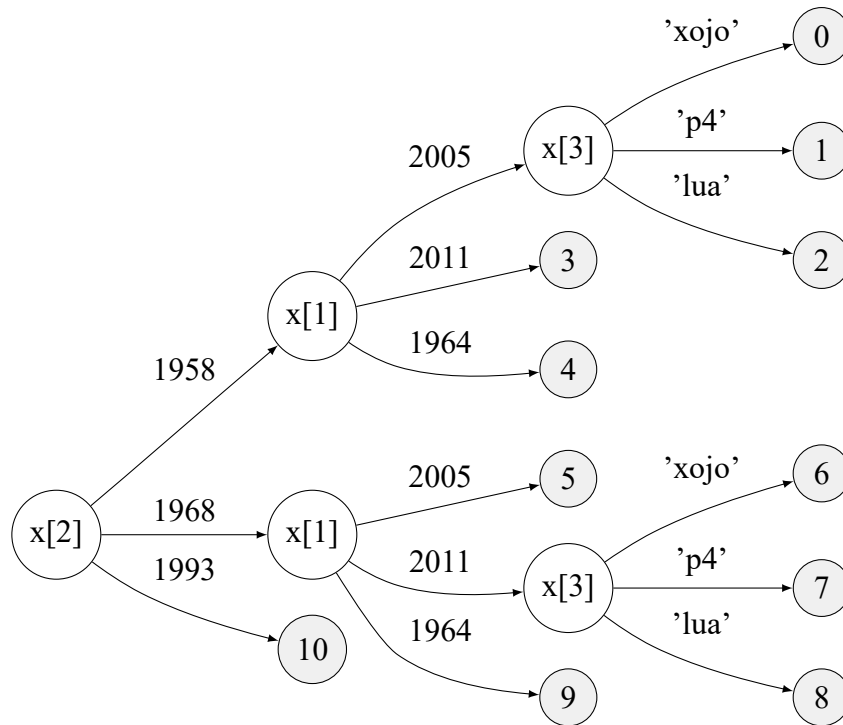 ’xojo’
0
x[3]
’p4’
1
2005
’lua’
2
2011
3
x[1]
1964
4
1958
’xojo’
6
2005
5
x[2]
1968
x[1]
2011
x[3]
’p4’
7
1993
1964
’lua’
10
9
8